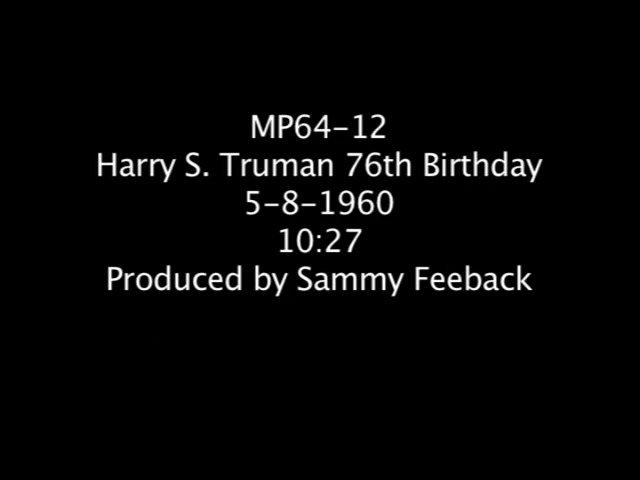 MP64-12
Harry S. Truman 76th Birthday
5-8-1960
10:27
Produced by Sammy Feeback